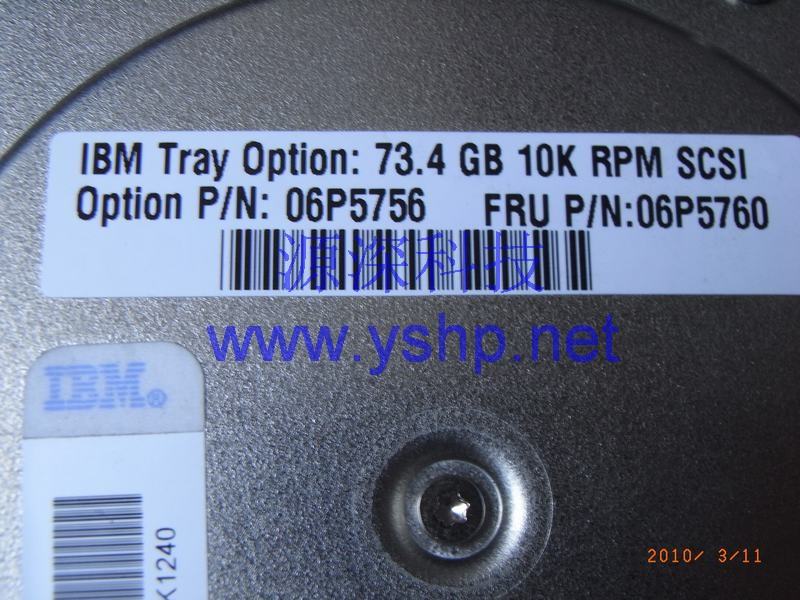 IBM Tray Option: 73.4 GB 10K RPM SCSI
Option P/N: 06P5756 FRU P/N:06P5760
源深科技
www.yshp.net
IBM®
K1240
2010/ 3/11